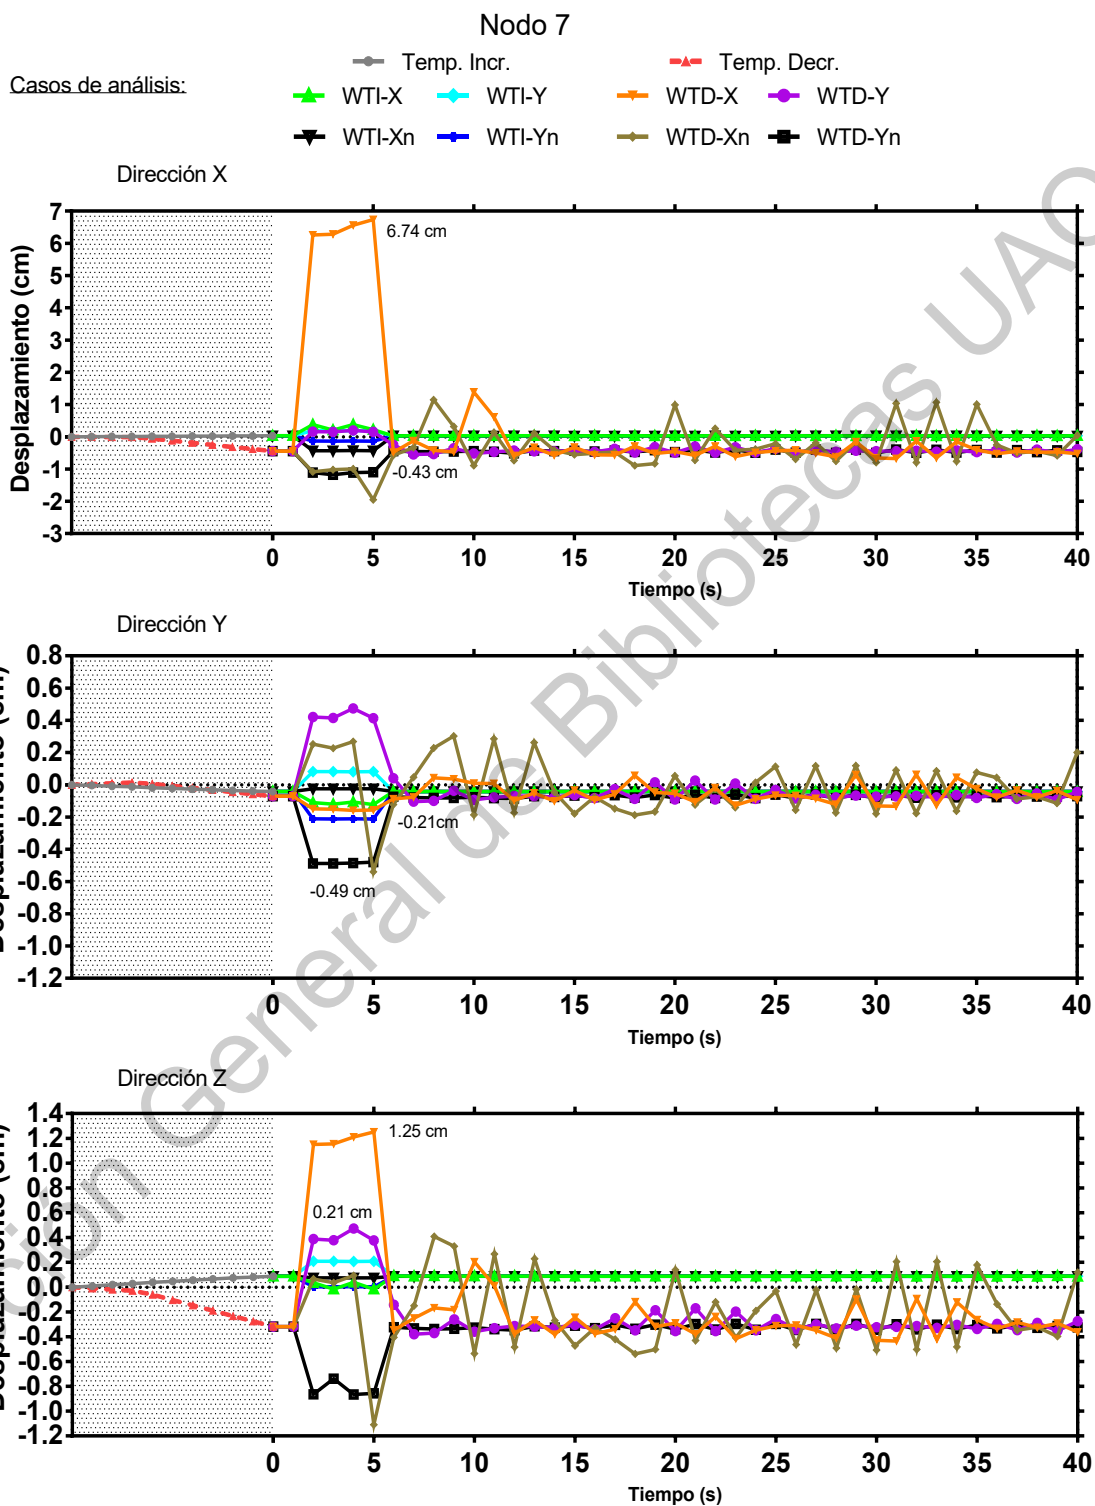 Nodo 7
Casos de análisis:
Temp. Incr.
Temp. Decr.
WTI-X
WTI-Y
WTD-X
WTD-Y
WTI-Xn
WTI-Yn
WTD-Xn
WTD-Yn
Dirección X
Desplazamiento (cm)
7
6
5
4
3
2
1
0
-1
-2
-3
6.74 cm
-0.43 cm
0 5 10 15 20 25 30 35 40
Tiempo (s)
Dirección Y
Desplazamiento (cm)
0.8
0.6
0.4
0.2
0.0
-0.2
-0.4
-0.6
-0.8
-1.0
-1.2
-0.21cm
-0.49 cm
0 5 10 15 20 25 30 35 40
Tiempo (s)
Dirección Z
Desplazamiento (cm)
1.4
1.2
1.0
0.8
0.6
0.4
0.2
0.0
-0.2
-0.4
-0.6
-0.8
-1.0
-1.2
1.25 cm
0.21 cm
0 5 10 15 20 25 30 35 40
Tiempo (s)
ción General de Bibliotecas UAQ